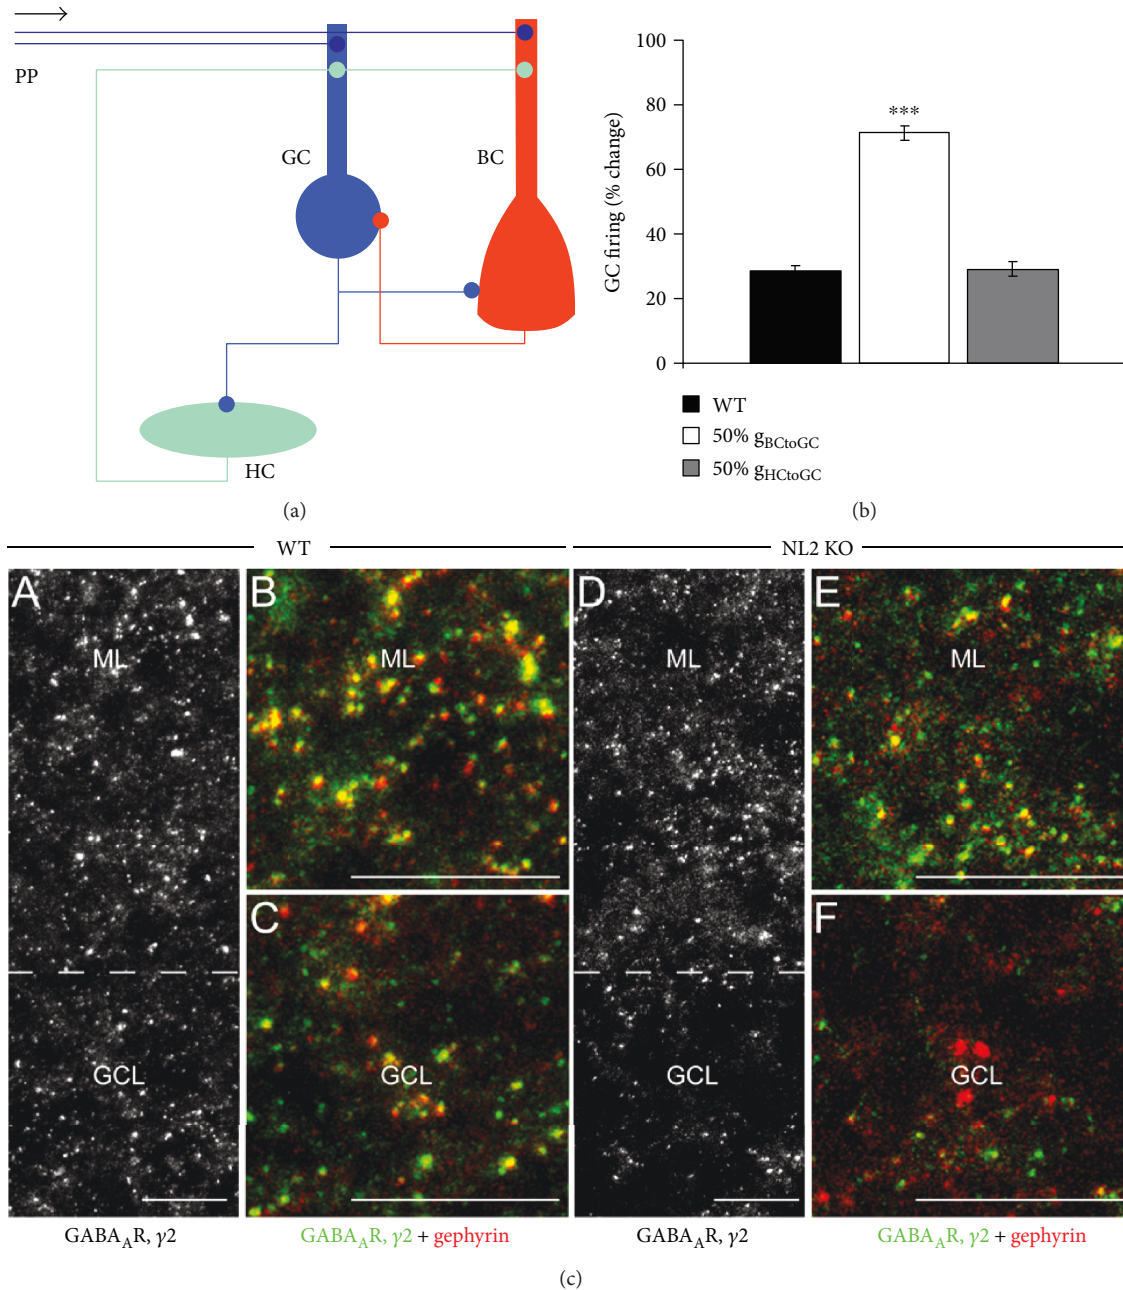 PP
GC
BC
HC
(a)
GC firing (% change)
100
80
60
40
20
0
***
WT
50% gBCtoGC
50% gHCtoGC
(b)
WT
NL2 KO
A
ML
GCL
B
ML
C
GCL
D
ML
GCL
E
ML
F
GCL
GABAAR, γ2
GABAAR, γ2 + gephyrin
GABAAR, γ2
GABAAR, γ2 + gephyrin
(c)